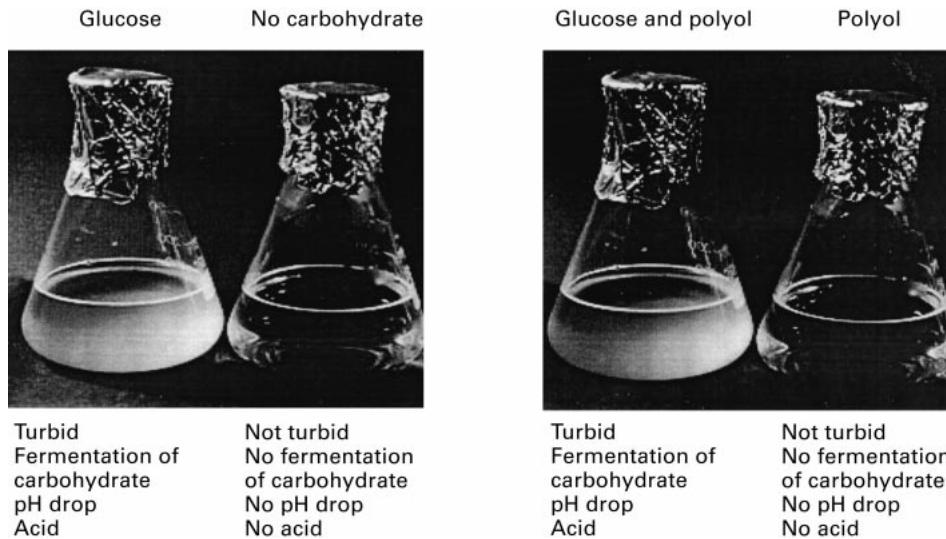 Glucose
No carbohydrate
Glucose and polyol
Polyol
Turbid
Fermentation of
carbohydrate
pH drop
Acid
Not turbid
No fermentation
of carbohydrate
No pH drop
No acid
Turbid
Fermentation of
carbohydrate
pH drop
Acid
Not turbid
No fermentation
of carbohydrate
No pH drop
No acid